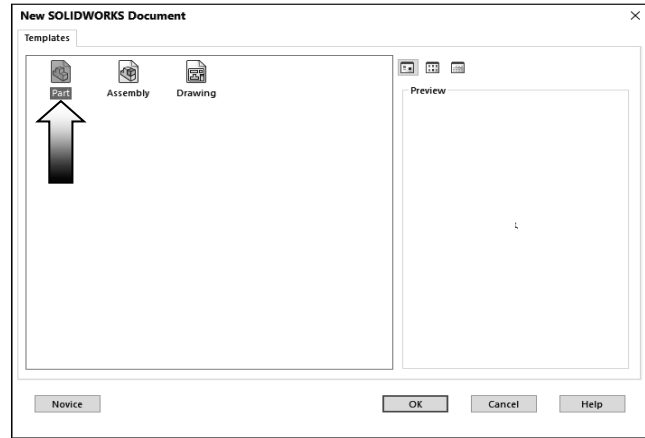 New SOLIDWORKS Document
Templates
Part Assembly Drawing
Preview
Novice OK Cancel Help